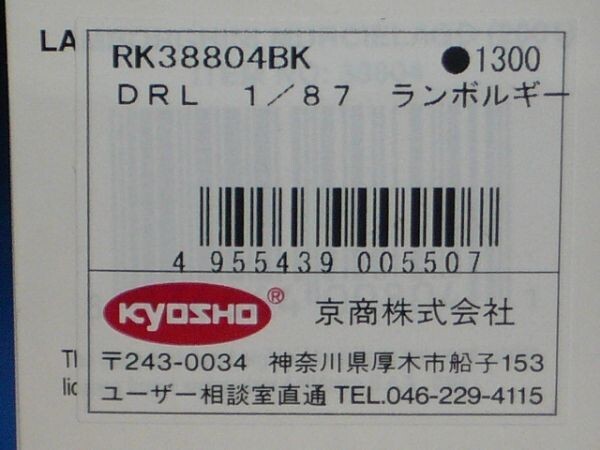 LA
RK38804BK ●1300
DRL 1/87 ランボルギー
4 955439 005507
KYOSHO® 京商株式会社
〒243-0034 神奈川県厚木市船子153
ユーザー相談室直通 TEL.046-229-4115
Th
lic